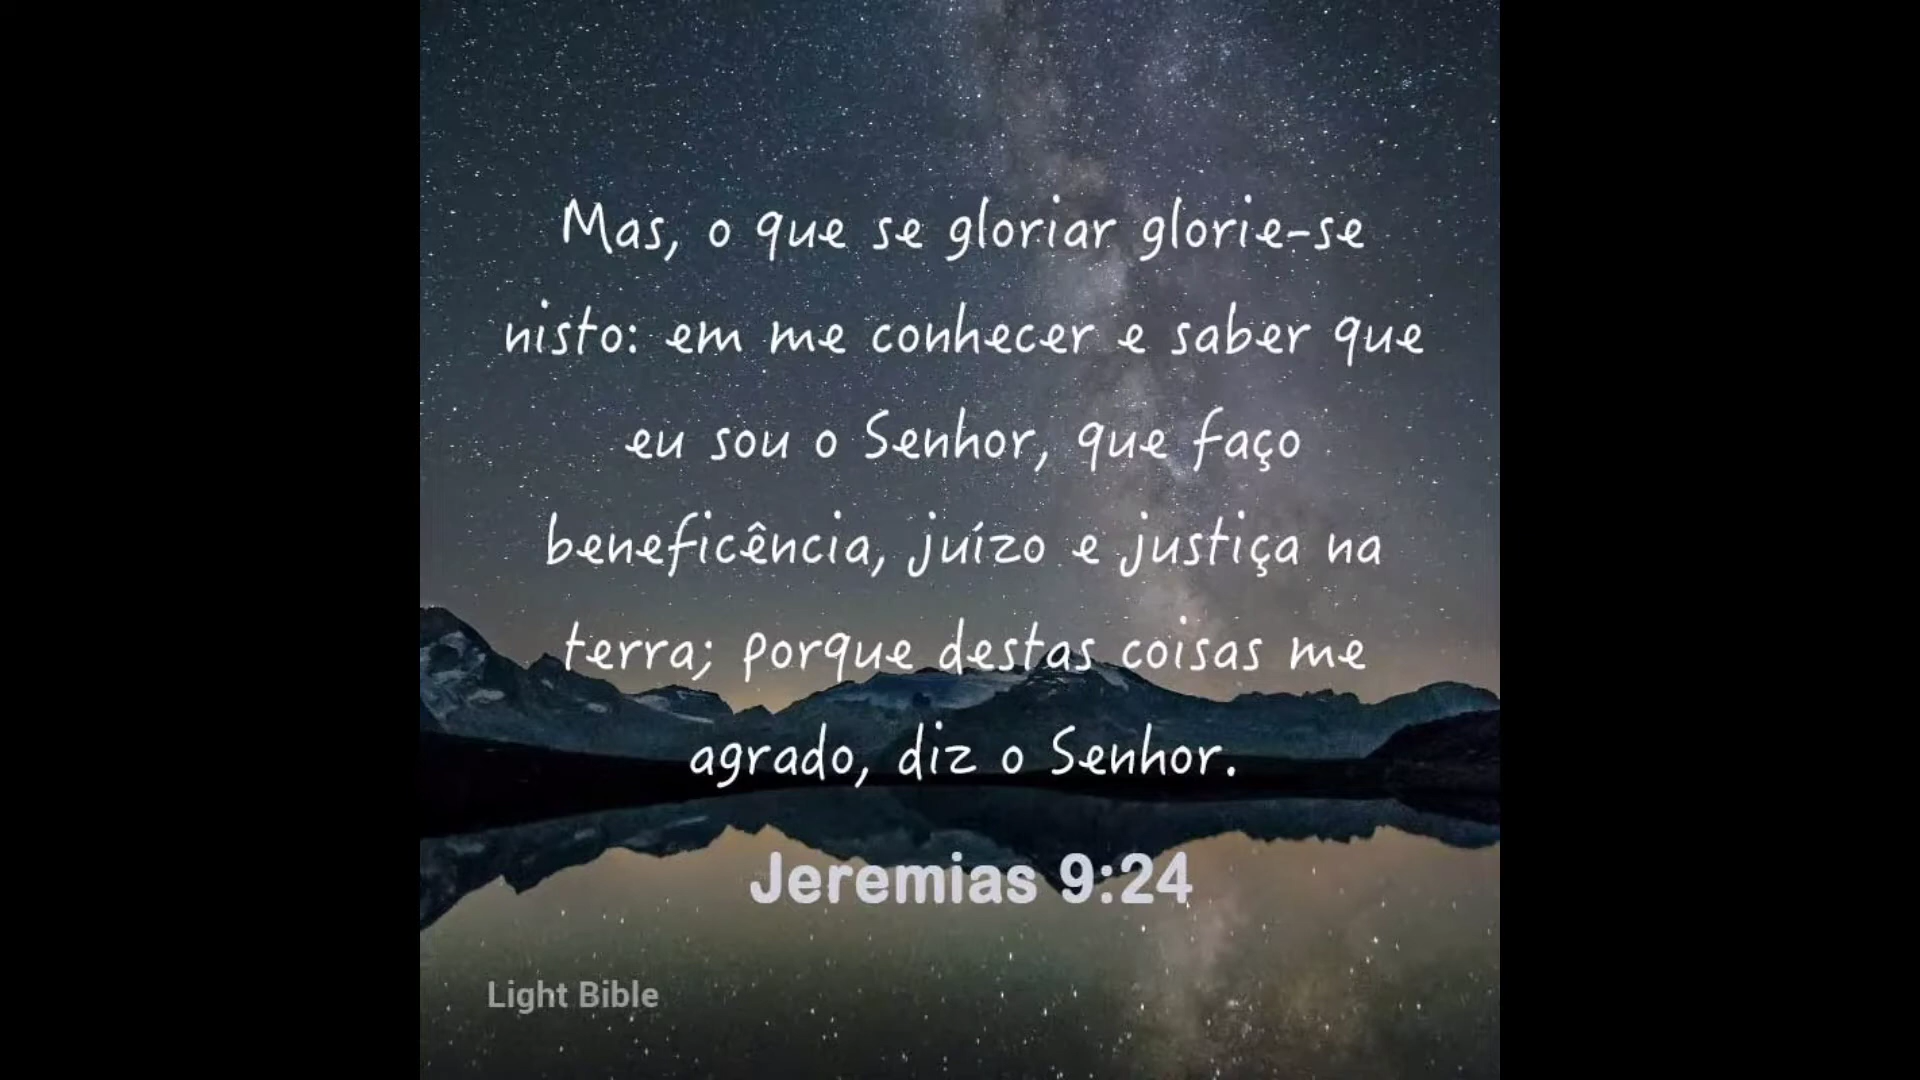 Mas, o que se gloriar glorie-se
nisto: em me conhecer e saber que
eu sou o Senhor, que faço
beneficência, juízo e justiça na
terra; porque destas coisas me
agrado, diz o Senhor.
Jeremias 9:24
Light Bible